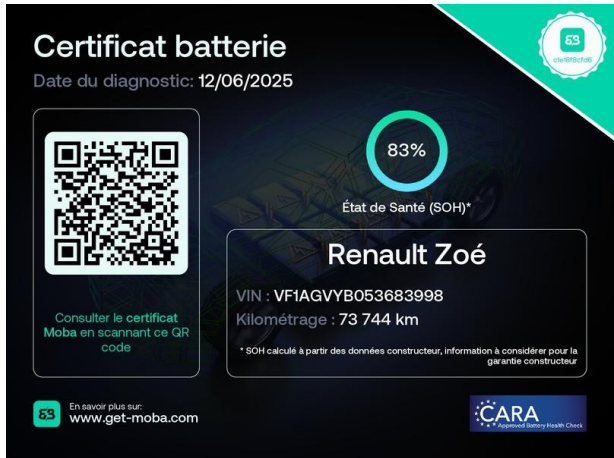 Certificat batterie
Date du diagnostic: 12/06/2025
83%
État de Santé (SOH)*
Renault Zoé
VIN : VF1AGVYB053683998
Kilométrage : 73 744 km
* SOH calculé à partir des données constructeur, information à considérer pour la
garantie constructeur
Consulter le certificat
Moba en scannant ce QR
code
En savoir plus sur:
www.get-moba.com
CARA
Approved Battery Health Check